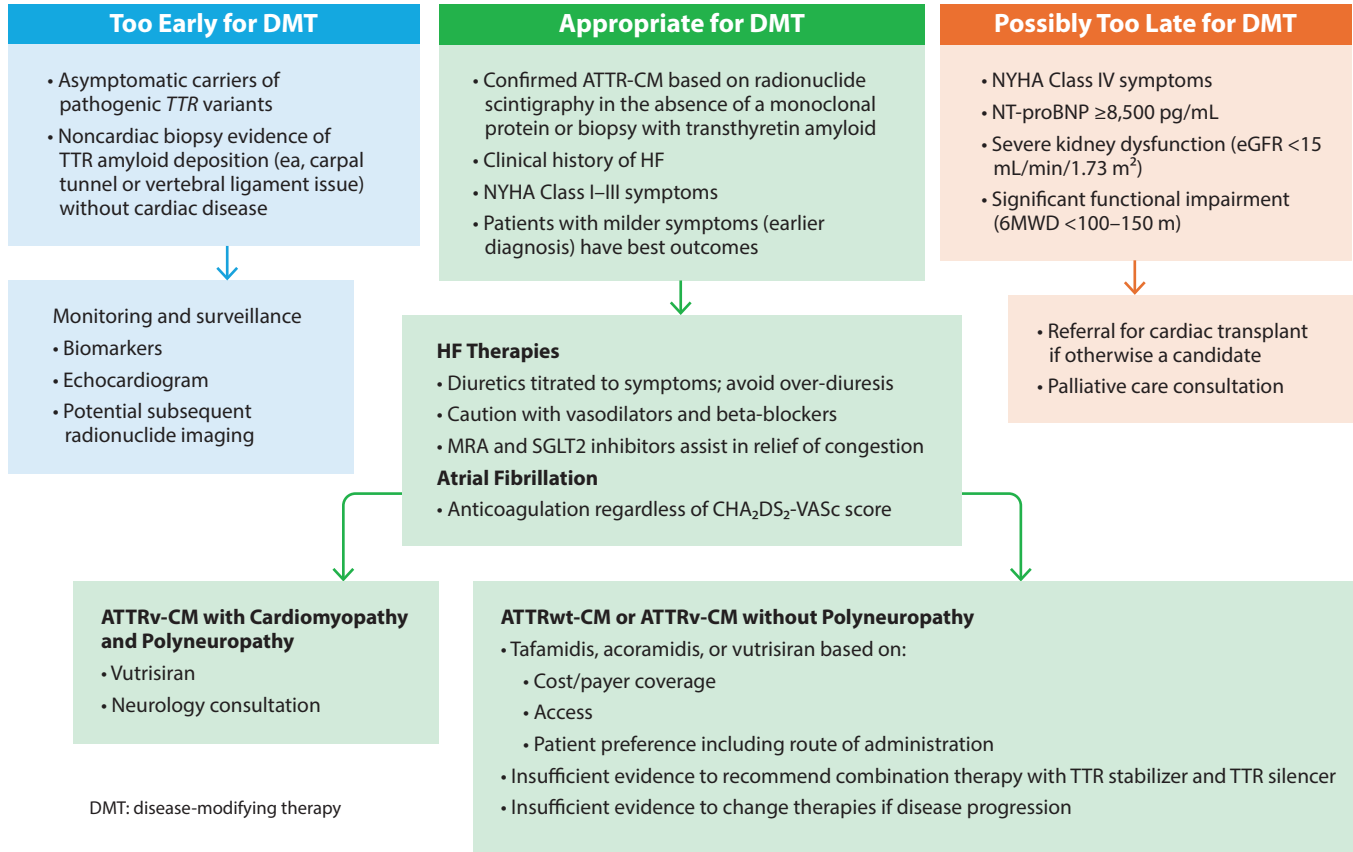 Too Early for DMT
• Asymptomatic carriers of
pathogenic TTR variants
• Noncardiac biopsy evidence of
TTR amyloid deposition (ea, carpal
tunnel or vertebral ligament issue)
without cardiac disease
Monitoring and surveillance
• Biomarkers
• Echocardiogram
• Potential subsequent
radionuclide imaging
Appropriate for DMT
• Confirmed ATTR-CM based on radionuclide
scintigraphy in the absence of a monoclonal
protein or biopsy with transthyretin amyloid
• Clinical history of HF
• NYHA Class I–III symptoms
• Patients with milder symptoms (earlier
diagnosis) have best outcomes
HF Therapies
• Diuretics titrated to symptoms; avoid over-diuresis
• Caution with vasodilators and beta-blockers
• MRA and SGLT2 inhibitors assist in relief of congestion
Atrial Fibrillation
• Anticoagulation regardless of CHA₂DS₂-VASc score
Possibly Too Late for DMT
• NYHA Class IV symptoms
• NT-proBNP ≥8,500 pg/mL
• Severe kidney dysfunction (eGFR <15
mL/min/1.73 m²)
• Significant functional impairment
(6MWD <100–150 m)
• Referral for cardiac transplant
if otherwise a candidate
• Palliative care consultation
ATTRv-CM with Cardiomyopathy
and Polyneuropathy
• Vutrisiran
• Neurology consultation
ATTRwt-CM or ATTRv-CM without Polyneuropathy
• Tafamidis, acoramidis, or vutrisiran based on:
• Cost/payer coverage
• Access
• Patient preference including route of administration
• Insufficient evidence to recommend combination therapy with TTR stabilizer and TTR silencer
• Insufficient evidence to change therapies if disease progression
DMT: disease-modifying therapy